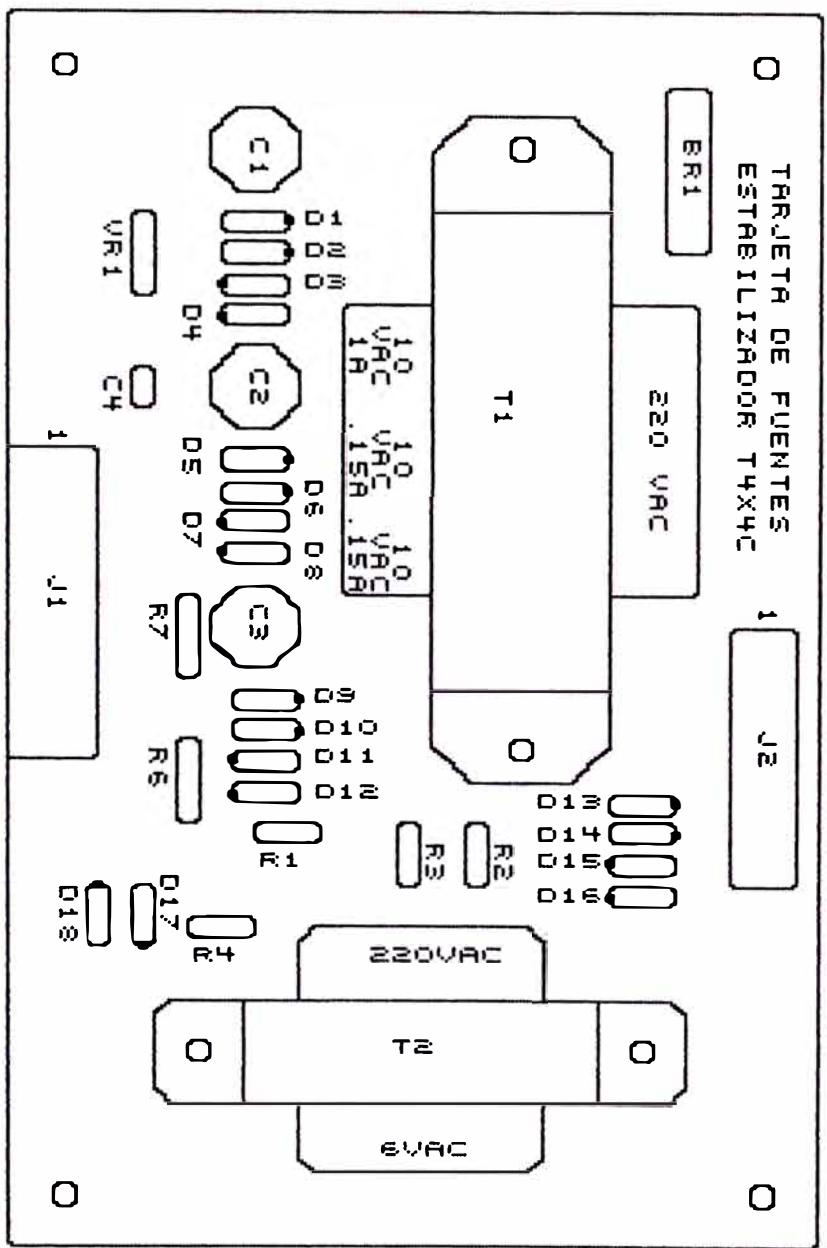 TARJETA DE FUENTES
ESTABILIZADOR T4X4C
BR1
C1
VR1
D1
D2
D3
D4
C4
C2
10
VAC
1A
10
VAC
.15A
10
VAC
.15A
T1
220 VAC
1
J1
D5
D6
D7
D8
R7
C3
1
J2
D9
D10
D11
D12
R6
R1
R3
R2
D13
D14
D15
D16
D18
D17
R4
220VAC
T2
6VAC